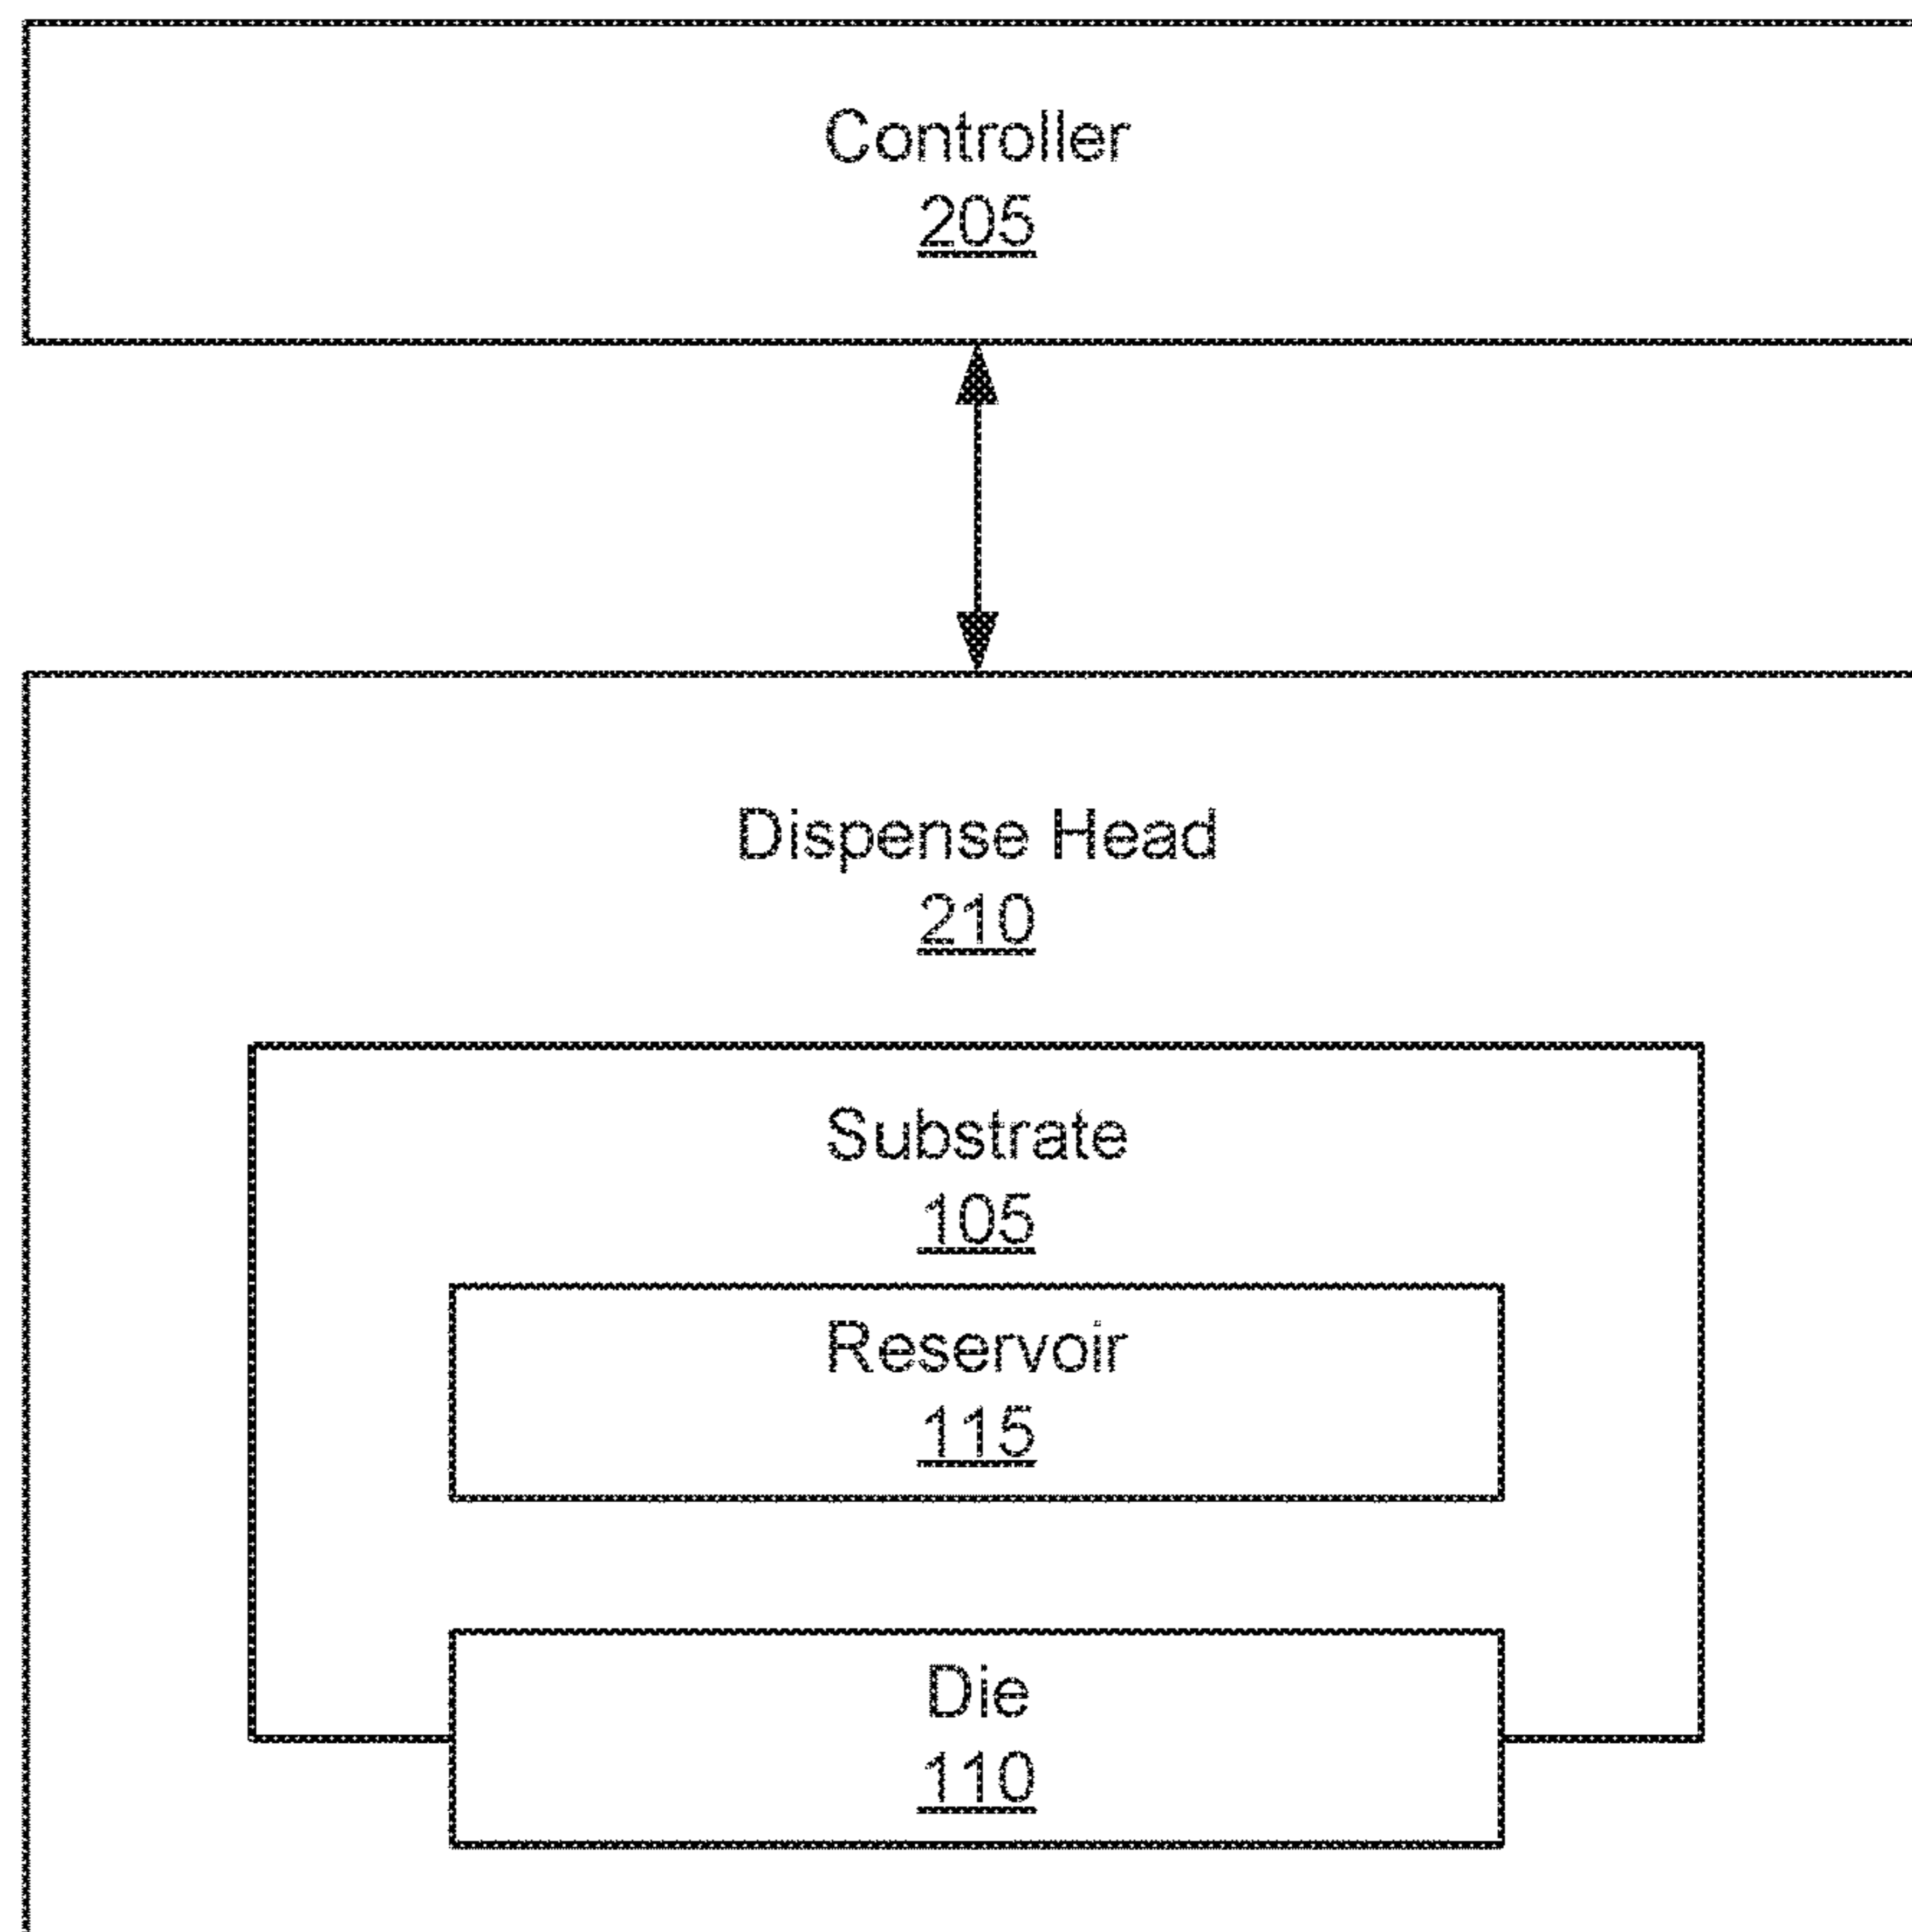 Controller
205
Dispense Head
210
Substrate
105
Reservoir
115
Die
110